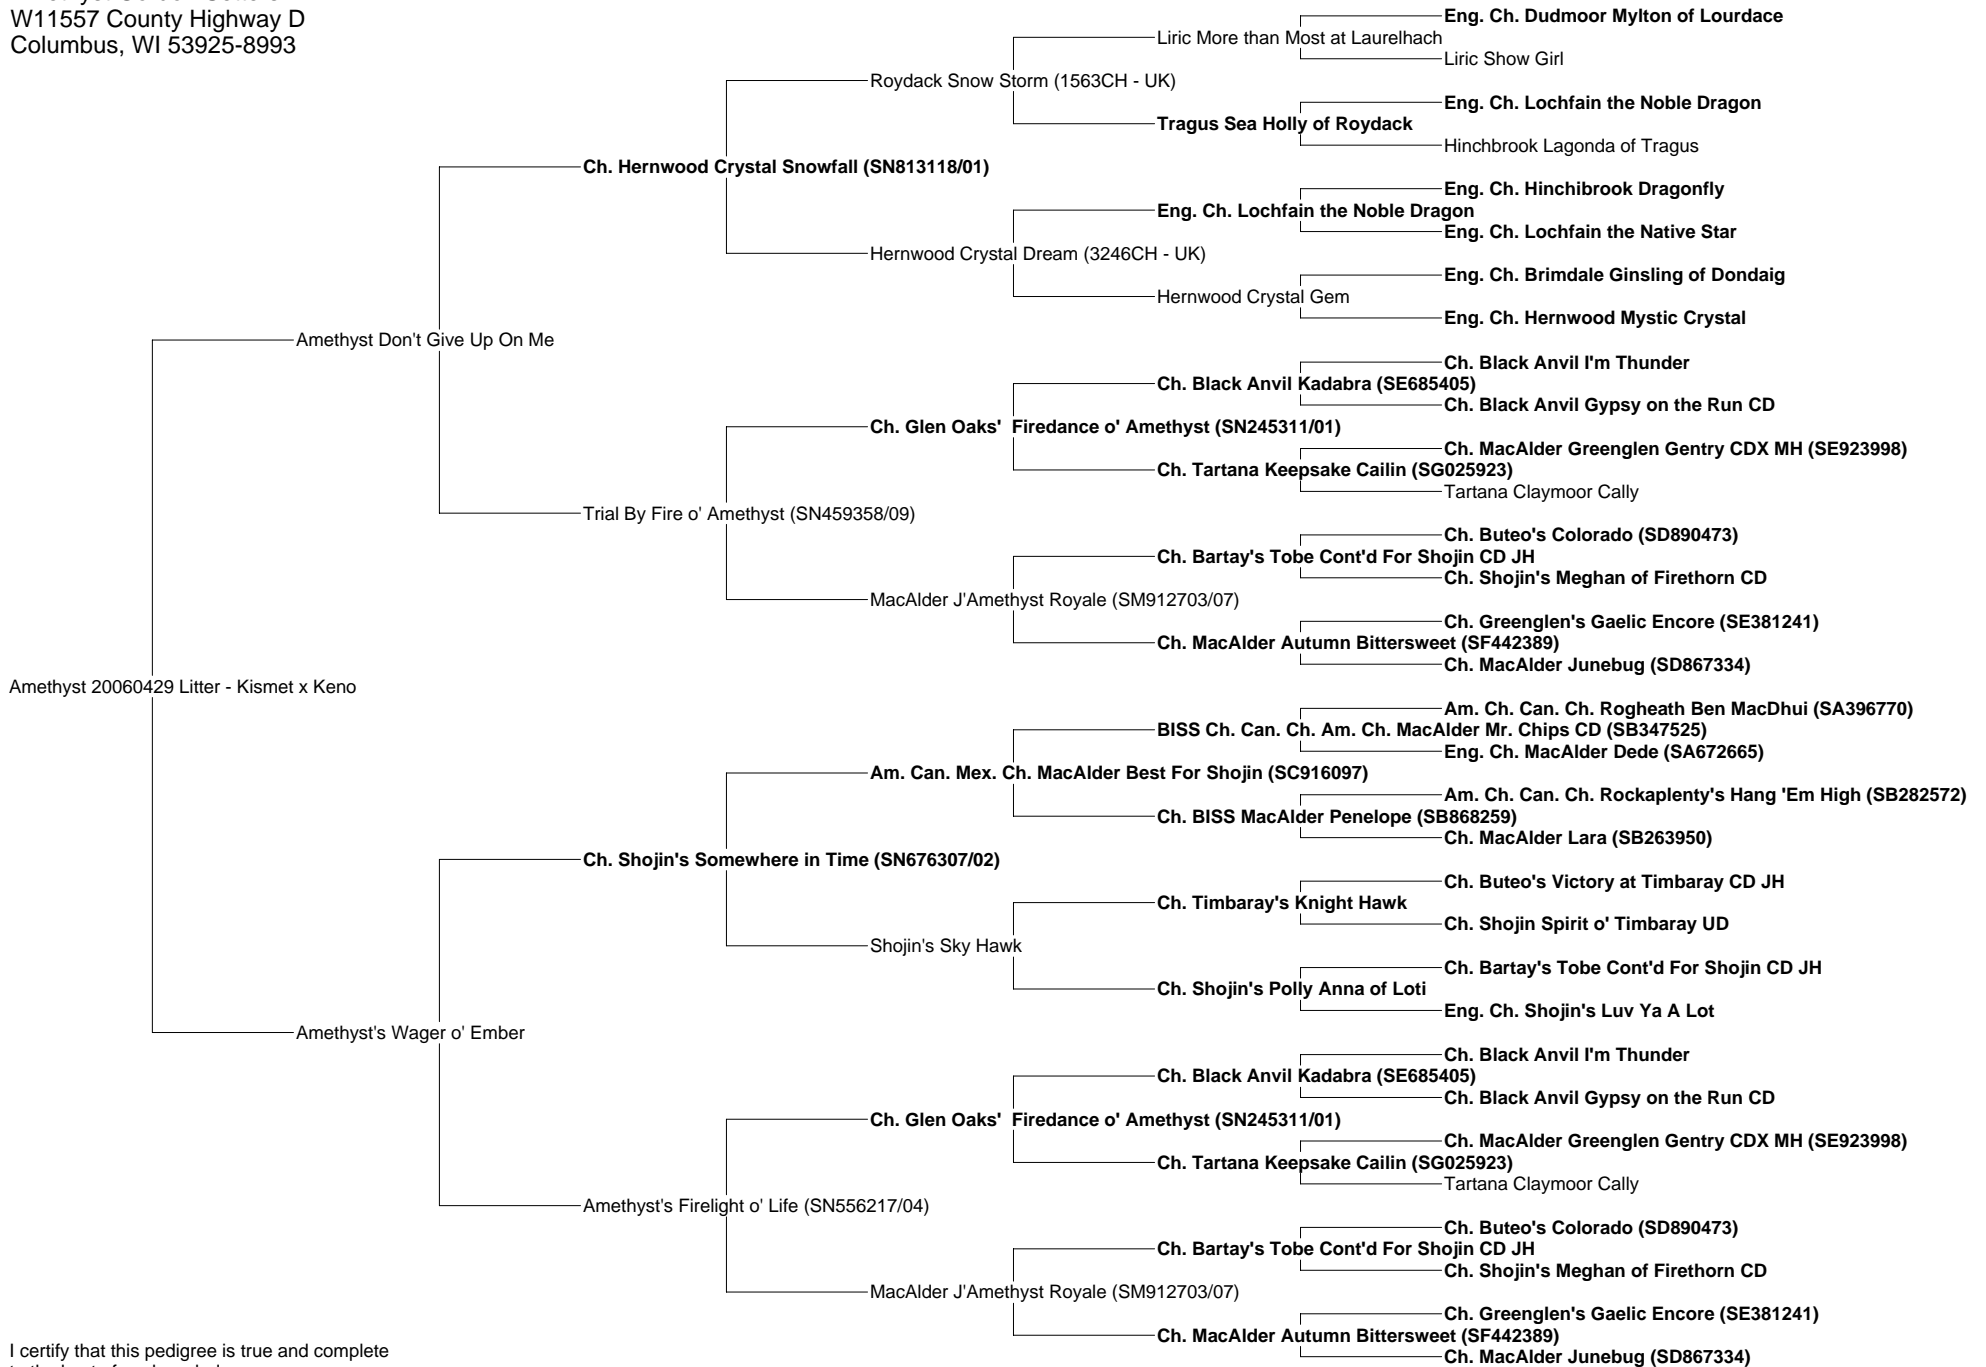 W11557 County Highway D
Columbus, WI 53925-8993
Eng. Ch. Dudmoor Mylton of Lourdace
Liric More than Most at Laurelhach
Liric Show Girl
Roydack Snow Storm (1563CH - UK)
Eng. Ch. Lochfain the Noble Dragon
Tragus Sea Holly of Roydack
Hinchbrook Lagonda of Tragus
Ch. Hernwood Crystal Snowfall (SN813118/01)
Eng. Ch. Hinchibrook Dragonfly
Eng. Ch. Lochfain the Noble Dragon
Eng. Ch. Lochfain the Native Star
Hernwood Crystal Dream (3246CH - UK)
Eng. Ch. Brimdale Ginsling of Dondaig
Hernwood Crystal Gem
Eng. Ch. Hernwood Mystic Crystal
Amethyst Don't Give Up On Me
Ch. Black Anvil I'm Thunder
Ch. Black Anvil Kadabra (SE685405)
Ch. Black Anvil Gypsy on the Run CD
Ch. Glen Oaks' Firedance o' Amethyst (SN245311/01)
Ch. MacAlder Greenglen Gentry CDX MH (SE923998)
Ch. Tartana Keepsake Cailin (SG025923)
Tartana Claymoor Cally
Trial By Fire o' Amethyst (SN459358/09)
Ch. Buteo's Colorado (SD890473)
Ch. Bartay's Tobe Cont'd For Shojin CD JH
Ch. Shojin's Meghan of Firethorn CD
MacAlder J'Amethyst Royale (SM912703/07)
Ch. Greenglen's Gaelic Encore (SE381241)
Ch. MacAlder Autumn Bittersweet (SF442389)
Ch. MacAlder Junebug (SD867334)
Amethyst 20060429 Litter - Kismet x Keno
Am. Ch. Can. Ch. Rogheath Ben MacDhui (SA396770)
BISS Ch. Can. Ch. Am. Ch. MacAlder Mr. Chips CD (SB347525)
Eng. Ch. MacAlder Dede (SA672665)
Am. Can. Mex. Ch. MacAlder Best For Shojin (SC916097)
Am. Ch. Can. Ch. Rockaplenty's Hang 'Em High (SB282572)
Ch. BISS MacAlder Penelope (SB868259)
Ch. MacAlder Lara (SB263950)
Ch. Shojin's Somewhere in Time (SN676307/02)
Ch. Buteo's Victory at Timbaray CD JH
Ch. Timbaray's Knight Hawk
Ch. Shojin Spirit o' Timbaray UD
Shojin's Sky Hawk
Ch. Bartay's Tobe Cont'd For Shojin CD JH
Ch. Shojin's Polly Anna of Loti
Eng. Ch. Shojin's Luv Ya A Lot
Amethyst's Wager o' Ember
Ch. Black Anvil I'm Thunder
Ch. Black Anvil Kadabra (SE685405)
Ch. Black Anvil Gypsy on the Run CD
Ch. Glen Oaks' Firedance o' Amethyst (SN245311/01)
Ch. MacAlder Greenglen Gentry CDX MH (SE923998)
Ch. Tartana Keepsake Cailin (SG025923)
Tartana Claymoor Cally
Amethyst's Firelight o' Life (SN556217/04)
Ch. Buteo's Colorado (SD890473)
Ch. Bartay's Tobe Cont'd For Shojin CD JH
Ch. Shojin's Meghan of Firethorn CD
MacAlder J'Amethyst Royale (SM912703/07)
Ch. Greenglen's Gaelic Encore (SE381241)
Ch. MacAlder Autumn Bittersweet (SF442389)
Ch. MacAlder Junebug (SD867334)
I certify that this pedigree is true and complete